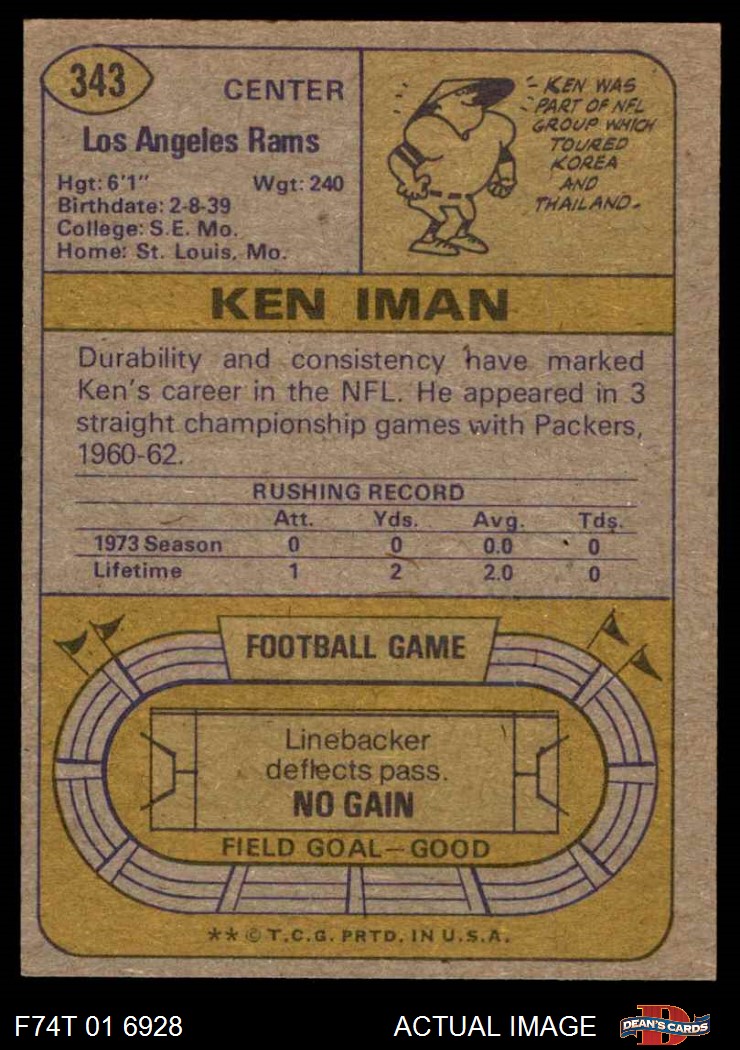 343
CENTER
Los Angeles Rams
Hgt: 6'1" Wgt: 240
Birthdate: 2-8-39
College: S.E. Mo.
Home: St. Louis, Mo.
KEN WAS
PART OF NFL
GROUP WHICH
TOURED
KOREA
AND
THAILAND.
KEN IMAN
Durability and consistency have marked
Ken's career in the NFL. He appeared in 3
straight championship games with Packers,
1960-62.
RUSHING RECORD
Att. Yds. Avg. Tds.
1973 Season 0 0 0.0 0
Lifetime 1 2 2.0 0
FOOTBALL GAME
Linebacker
deflects pass.
NO GAIN
FIELD GOAL—GOOD
** © T.C.G. PRTD. IN U.S.A.
F74T 01 6928 ACTUAL IMAGE D DEAN'S CARDS